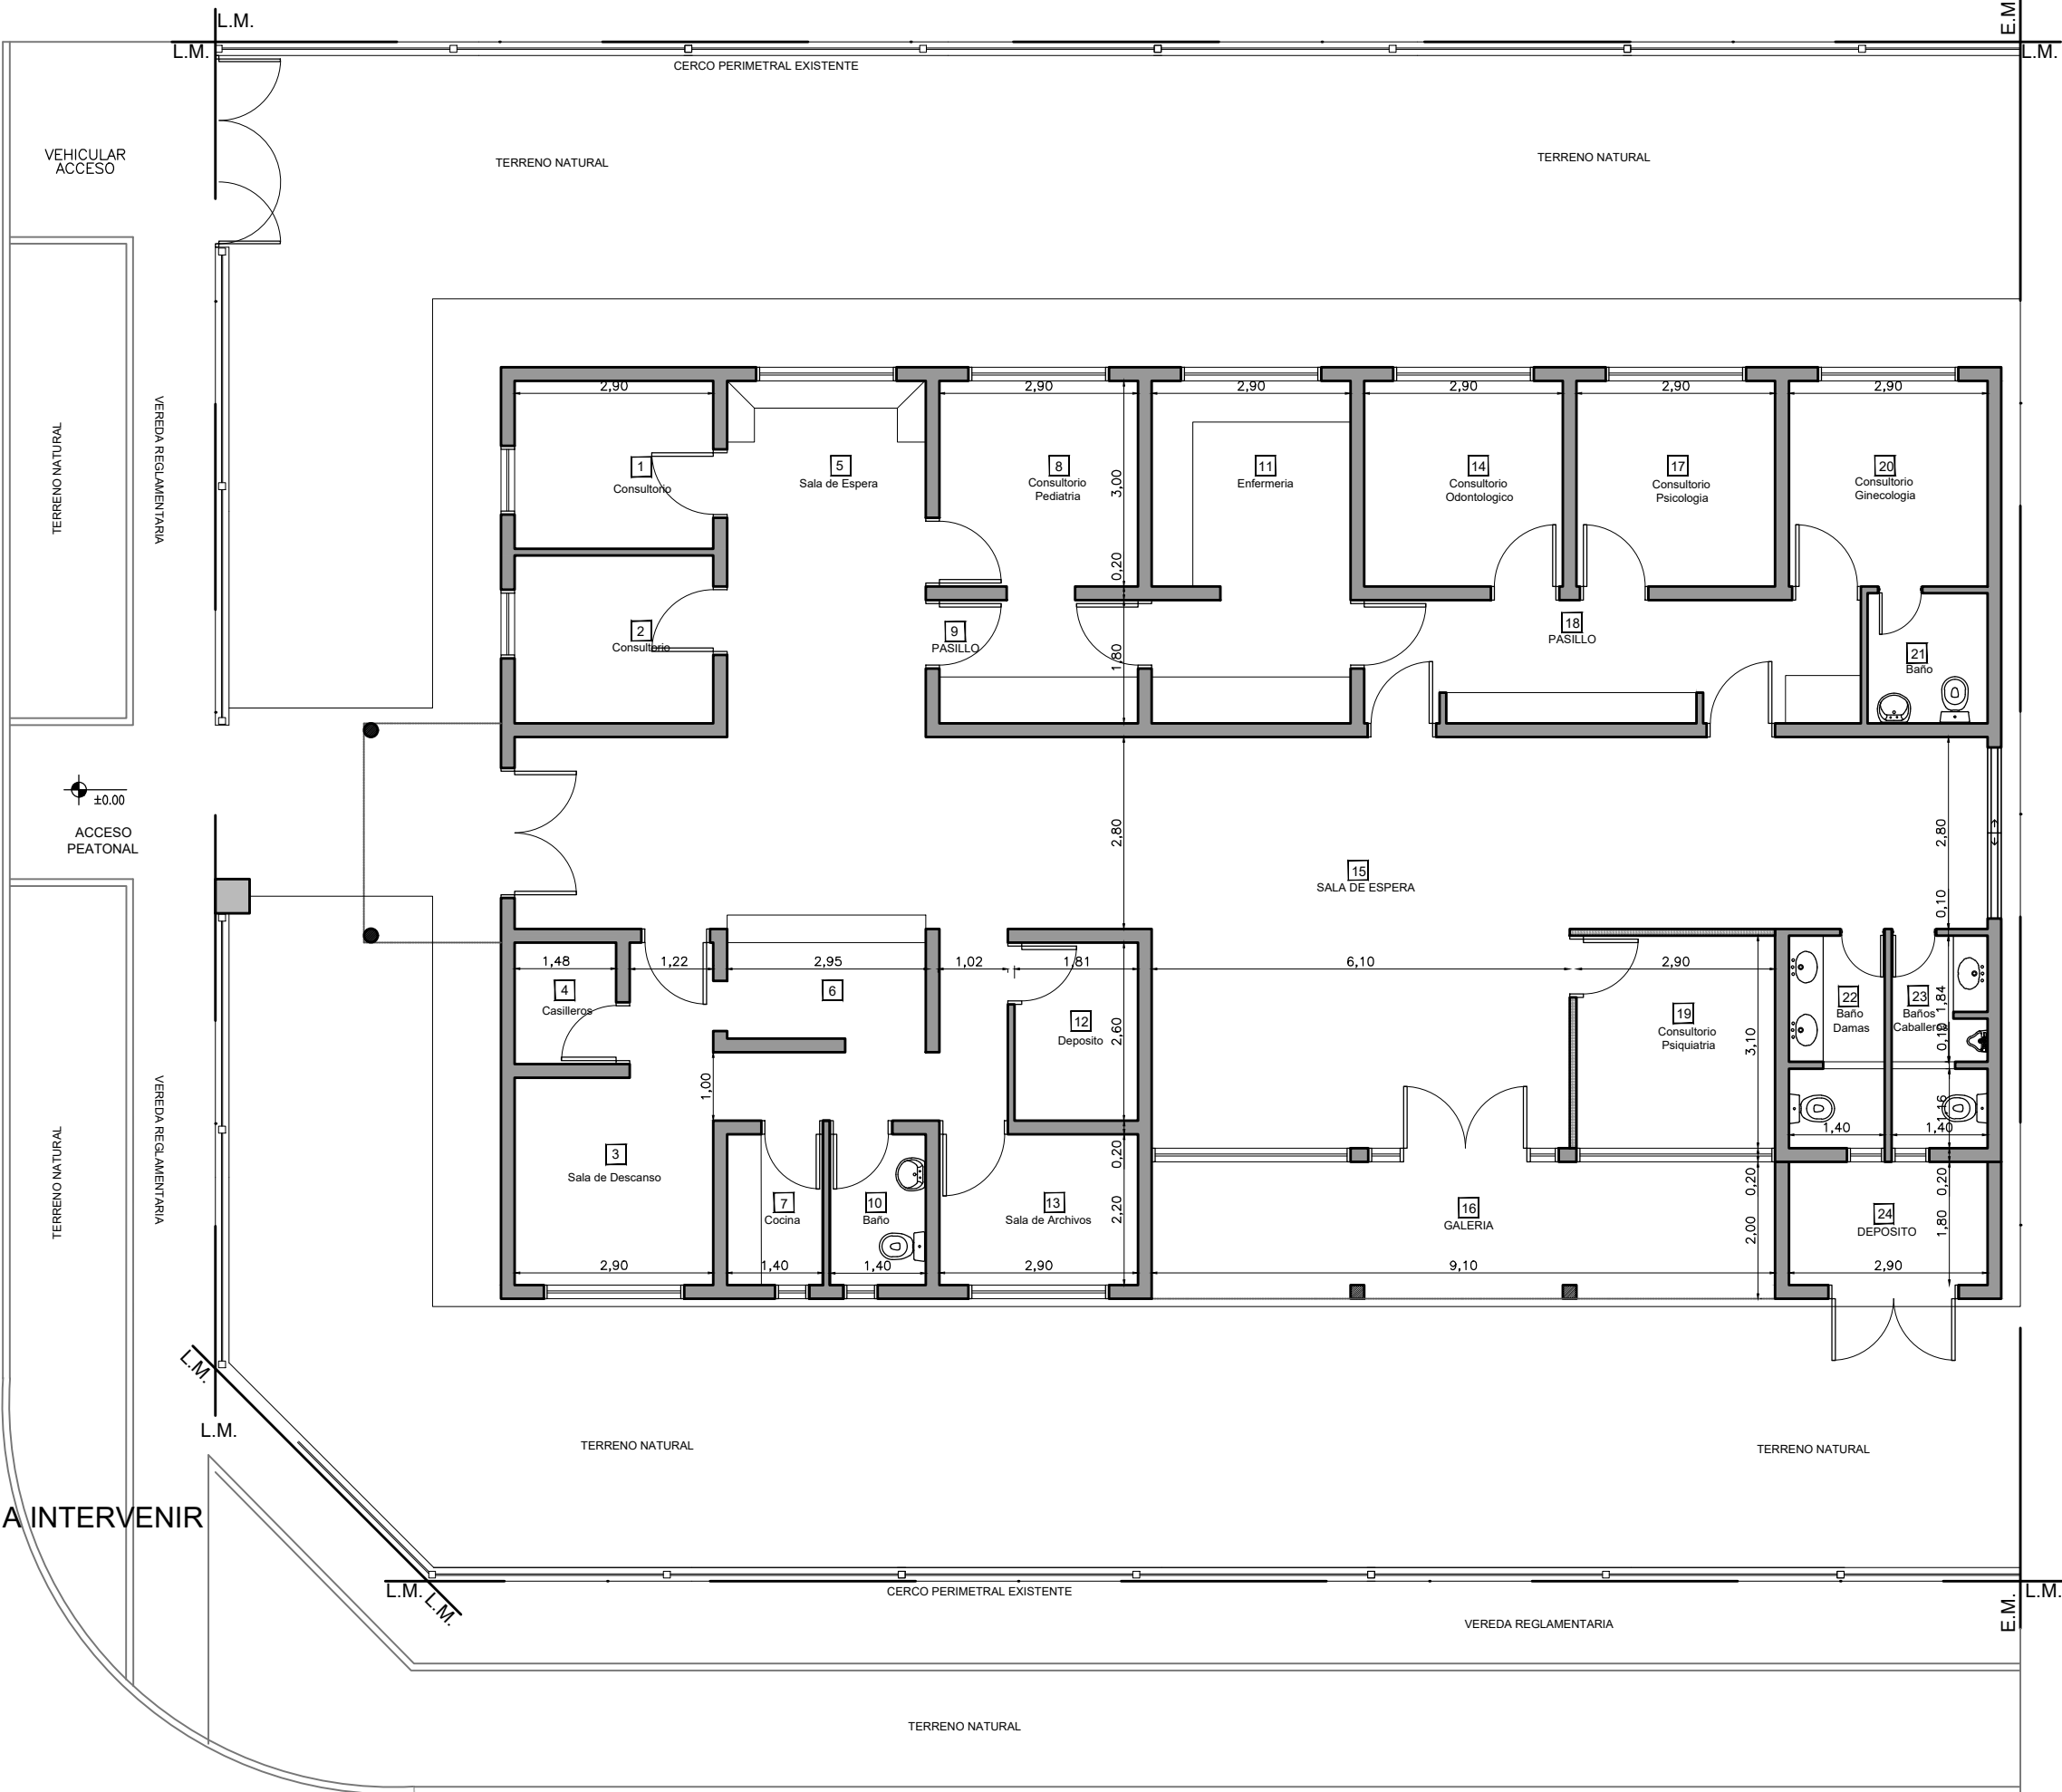 L.M.
E.M
L.M.
L.M.
CERCO PERIMETRAL EXISTENTE
VEHICULAR
ACCESO
TERRENO NATURAL
TERRENO NATURAL
TERRENO NATURAL
VEREDA REGLAMENTARIA
2,90
2,90
2,90
2,90
2,90
2,90
1
Consultorio
5
Sala de Espera
8
Consultorio
Pediatria
3,00
11
Enfermeria
14
Consultorio
Odontologico
17
Consultorio
Psicologia
20
Consultorio
Ginecologia
0,20
2
Consultorio
9
PASILLO
1,80
18
PASILLO
21
Baño
±0.00
ACCESO
PEATONAL
2,80
2,80
15
SALA DE ESPERA
0,10
1,48
1,22
2,95
1,02
1,81
6,10
2,90
4
Casilleros
6
12
Deposito
2,60
19
Consultorio
Psiquiatria
3,10
22
Baño
Damas
23
Baños
Caballeros
1,84
0,10
1,00
1,16
1,40
1,40
3
Sala de Descanso
7
Cocina
10
Baño
13
Sala de Archivos
0,20
2,20
16
GALERIA
0,20
2,00
24
DEPOSITO
0,20
1,80
2,90
1,40
1,40
2,90
9,10
2,90
TERRENO NATURAL
VEREDA REGLAMENTARIA
L.M.
L.M.
TERRENO NATURAL
TERRENO NATURAL
A INTERVENIR
L.M.
L.M.
CERCO PERIMETRAL EXISTENTE
E.M.
L.M.
VEREDA REGLAMENTARIA
TERRENO NATURAL